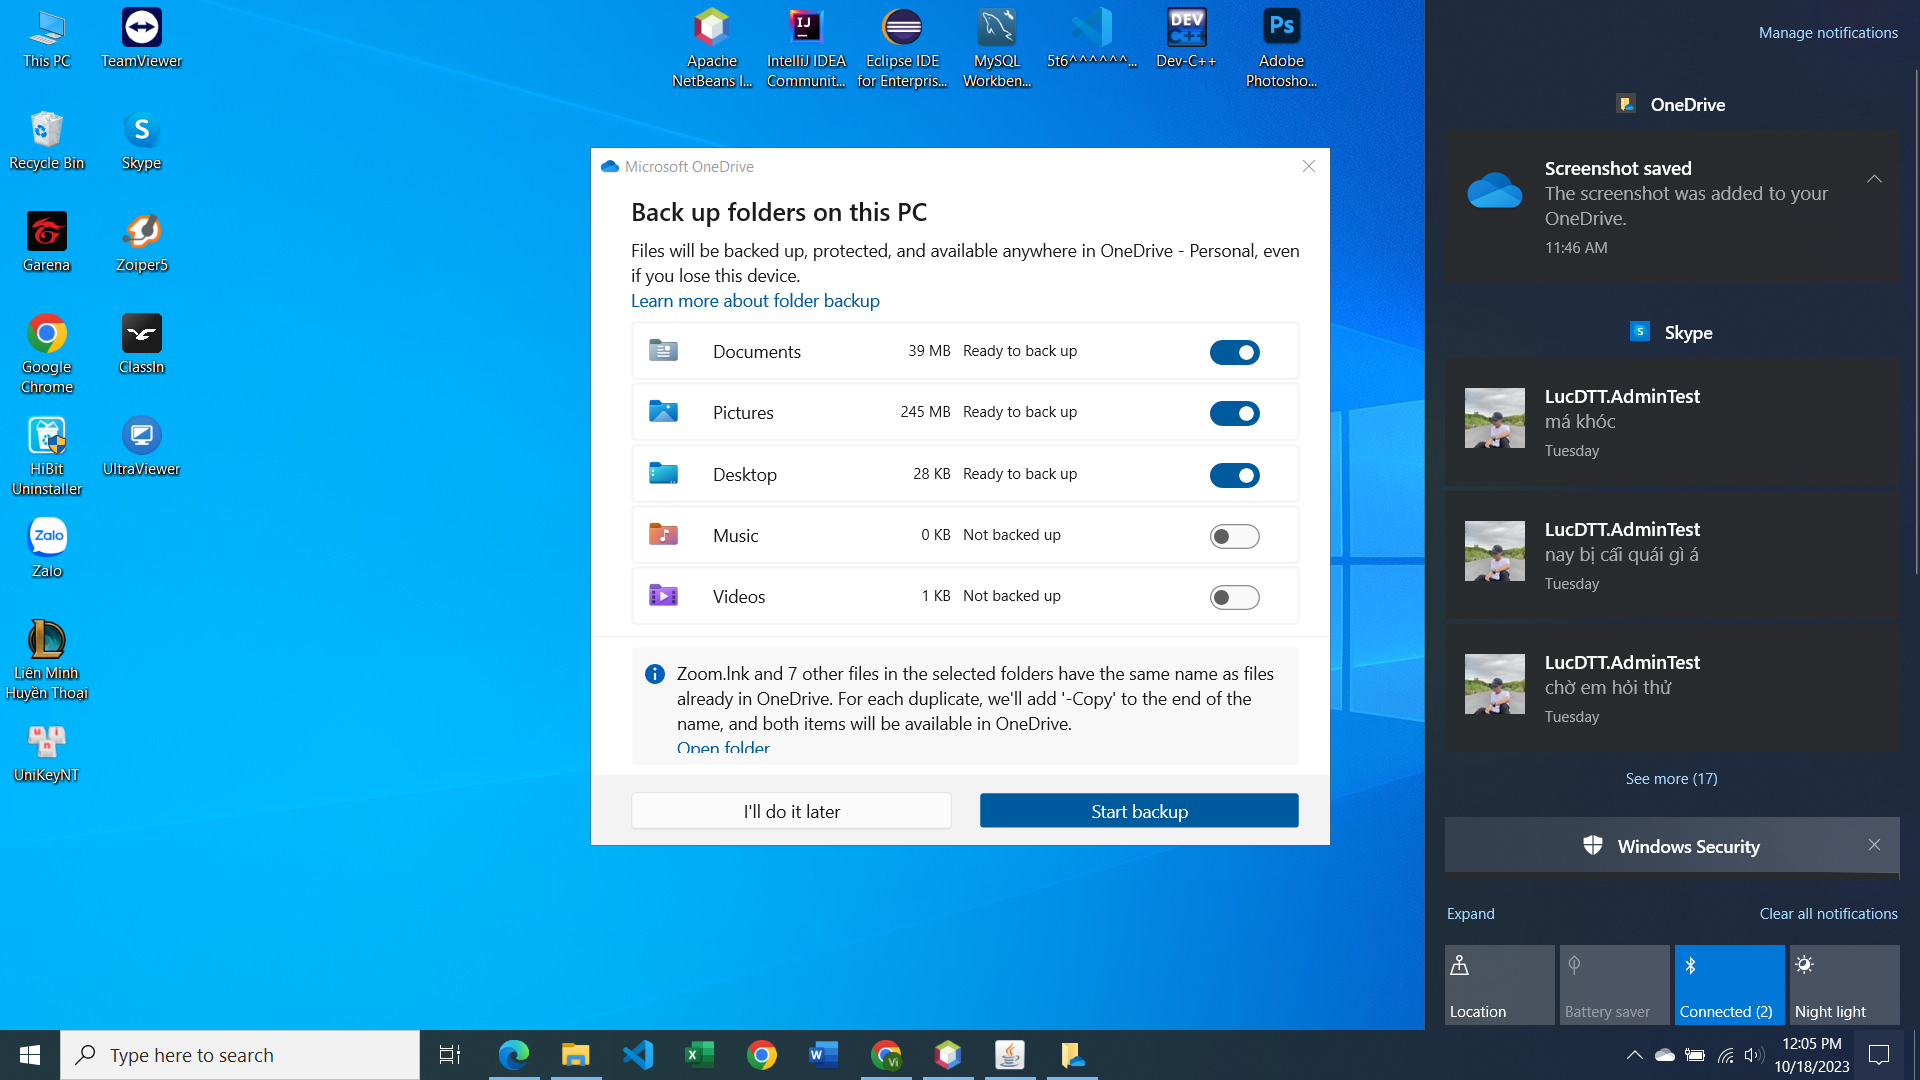 This PC
TeamViewer
Recycle Bin
Skype
Garena
Zoiper5
Google
Chrome
ClassIn
HiBit
Uninstaller
UltraViewer
Zalo
Zalo
Liên Minh
Huyền Thoại
UniKeyNT
Apache
NetBeans I...
IntelliJ IDEA
Communit...
Eclipse IDE
for Enterpris...
MySQL
Workben...
5t6^^^^^^...
DEV
C++
Dev-C++
Ps
Adobe
Photosho...
Microsoft OneDrive
Back up folders on this PC
Files will be backed up, protected, and available anywhere in OneDrive - Personal, even
if you lose this device.
Learn more about folder backup
Documents 39 MB Ready to back up
Pictures 245 MB Ready to back up
Desktop 28 KB Ready to back up
Music 0 KB Not backed up
Videos 1 KB Not backed up
Zoom.lnk and 7 other files in the selected folders have the same name as files
already in OneDrive. For each duplicate, we'll add '-Copy' to the end of the
name, and both items will be available in OneDrive.
Open folder
I'll do it later
Start backup
Manage notifications
OneDrive
Screenshot saved
The screenshot was added to your
OneDrive.
11:46 AM
Skype
LucDTT.AdminTest
má khóc
Tuesday
LucDTT.AdminTest
nay bị cấi quái gì á
Tuesday
LucDTT.AdminTest
chờ em hỏi thử
Tuesday
See more (17)
Windows Security
Expand
Clear all notifications
Location
Battery saver
Connected (2)
Night light
Type here to search
12:05 PM
10/18/2023